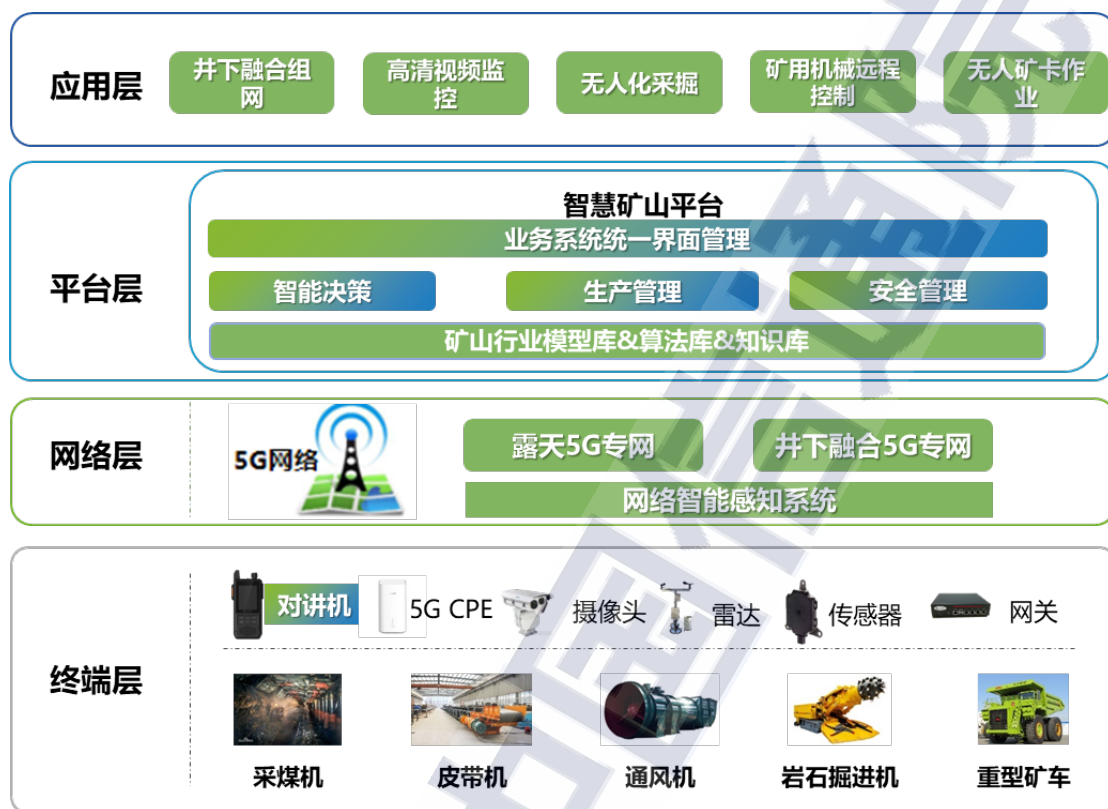 应用层
井下融合组
网
高清视频监
控
无人化采掘
矿用机械远程
控制
无人矿卡作
业
平台层
智慧矿山平台
业务系统统一界面管理
智能决策
生产管理
安全管理
矿山行业模型库&算法库&知识库
网络层
5G网络
露天5G专网
井下融合5G专网
网络智能感知系统
终端层
对讲机
5G CPE
摄像头
雷达
传感器
网关
采煤机
皮带机
通风机
岩石掘进机
重型矿车
中国信通院